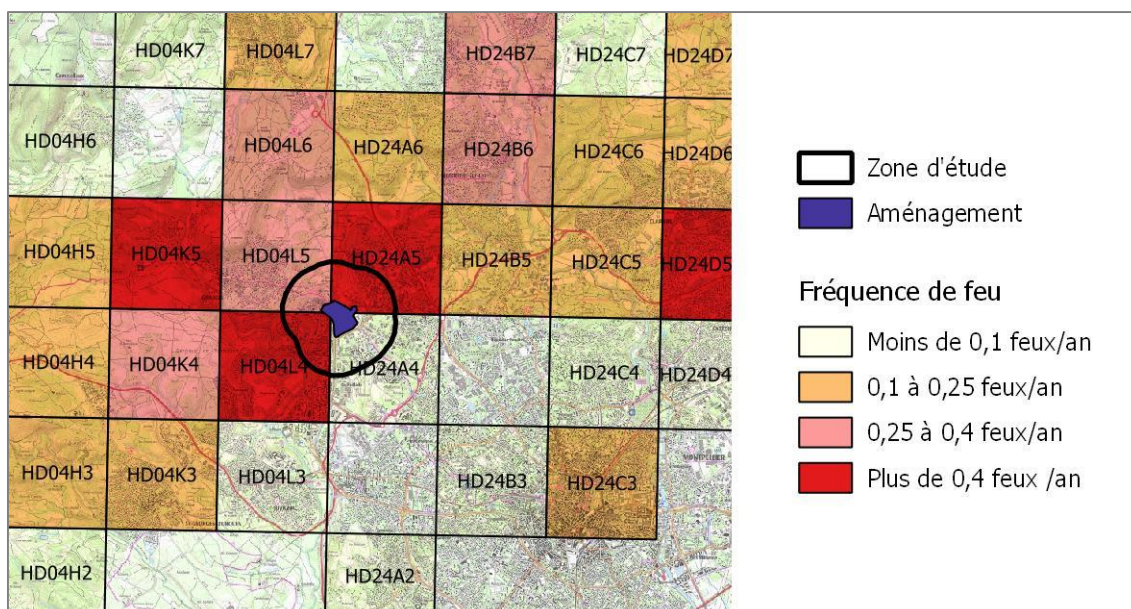 HD04K7 HD04L7 HD24B7 HD24C7 HD24D7
HD04H6 HD04L6 HD24A6 HD24B6 HD24C6 HD24D6
HD04H5 HD04K5 HD04L5 HD24A5 HD24B5 HD24C5 HD24D5
HD04H4 HD04K4 HD04L4 HD24A4 HD24C4 HD24D4
HD04H3 HD04K3 HD04L3 HD24B3 HD24C3
MONTPELLIER
HD04H2 HD24A2
Zone d'étude
Aménagement
Fréquence de feu
Moins de 0,1 feux/an
0,1 à 0,25 feux/an
0,25 à 0,4 feux/an
Plus de 0,4 feux /an